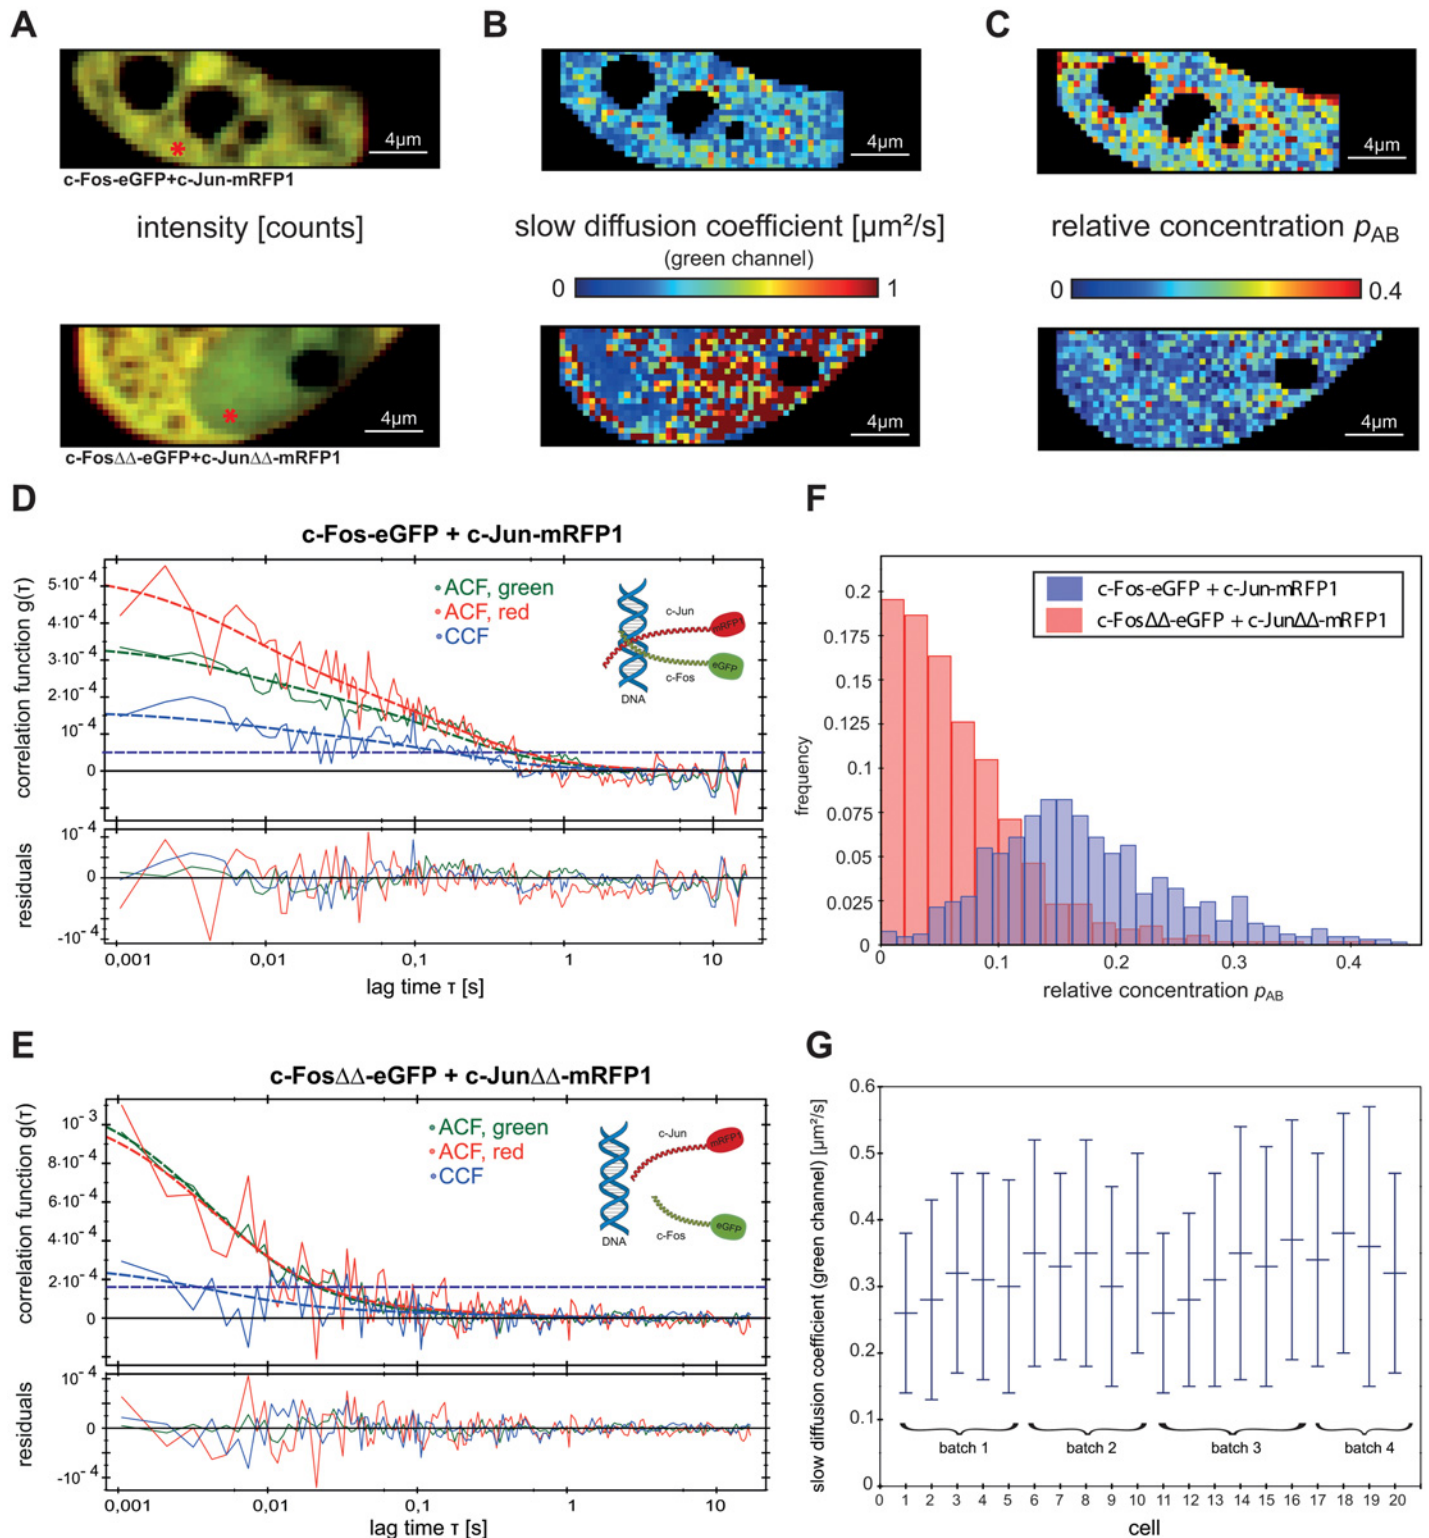 A
B
C
4µm
4µm
4µm
c-Fos-eGFP+c-Jun-mRFP1
intensity [counts]
slow diffusion coefficient [µm²/s]
(green channel)
relative concentration pAB
0
1
0
0.4
4µm
4µm
4µm
c-FosΔΔ-eGFP+c-JunΔΔ-mRFP1
D
c-Fos-eGFP + c-Jun-mRFP1
correlation function g(τ)
5·10-4
4·10-4
3·10-4
2·10-4
10-4
0
ACF, green
ACF, red
CCF
c-Jun
mRFP1
eGFP
c-Fos
DNA
residuals
10-4
0
-10-4
0,001
0,01
0,1
1
10
lag time τ [s]
F
c-Fos-eGFP + c-Jun-mRFP1
c-FosΔΔ-eGFP + c-JunΔΔ-mRFP1
frequency
0.2
0.175
0.15
0.125
0.1
0.075
0.05
0.025
0
0
0.1
0.2
0.3
0.4
relative concentration pAB
E
c-FosΔΔ-eGFP + c-JunΔΔ-mRFP1
correlation function g(τ)
10-3
8·10-4
6·10-4
4·10-4
2·10-4
0
ACF, green
ACF, red
CCF
c-Jun
mRFP1
eGFP
c-Fos
DNA
residuals
10-4
0
-10-4
0,001
0,01
0,1
1
10
lag time τ [s]
G
slow diffusion coefficient (green channel) [µm²/s]
0.6
0.5
0.4
0.3
0.2
0.1
0
batch 1
batch 2
batch 3
batch 4
0 1 2 3 4 5 6 7 8 9 10 11 12 13 14 15 16 17 18 19 20
cell